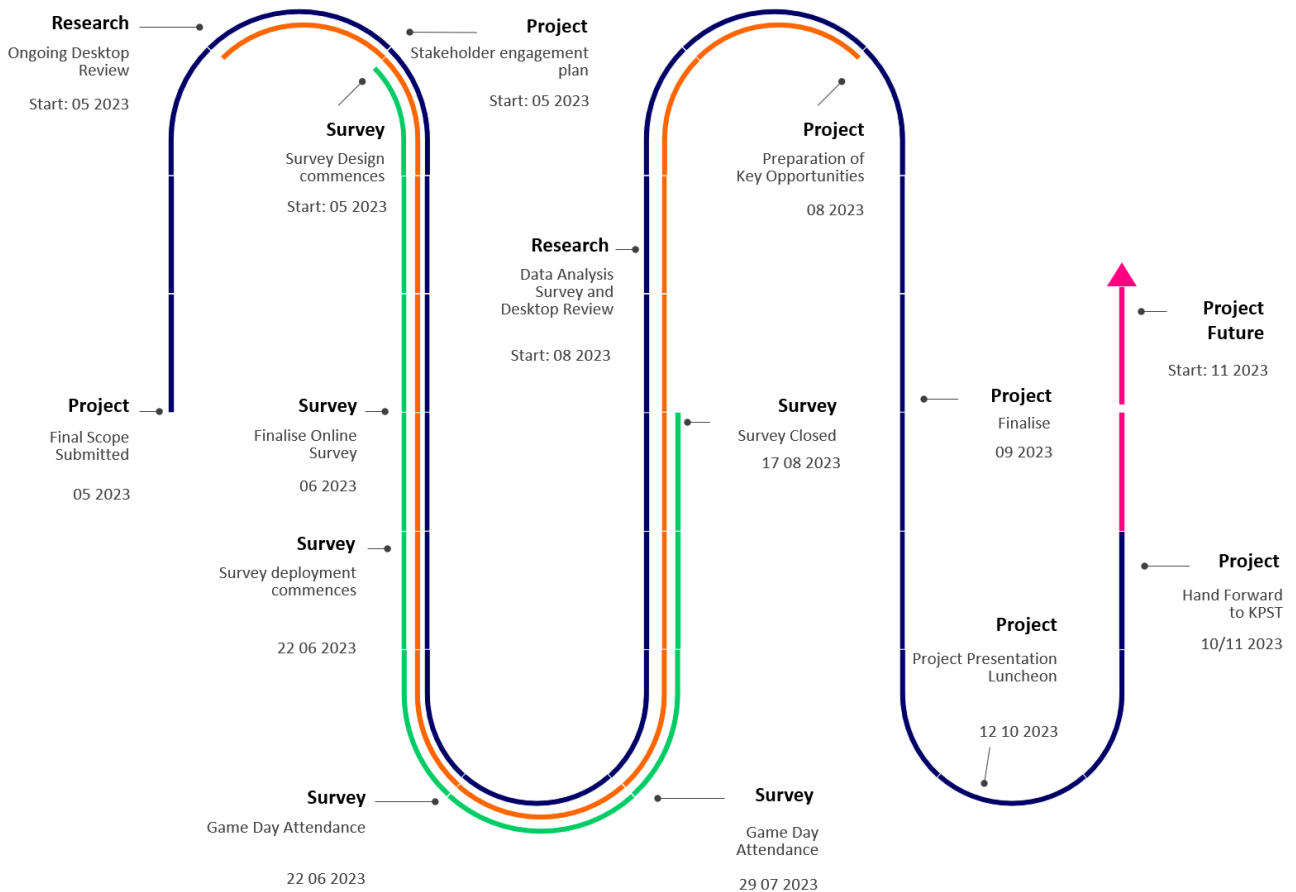 Research
Ongoing Desktop
Review
Start: 05 2023
Project
Stakeholder engagement
plan
Start: 05 2023
Survey
Survey Design
commences
Start: 05 2023
Project
Preparation of
Key Opportunities
08 2023
Research
Data Analysis
Survey and
Desktop Review
Start: 08 2023
Project
Future
Start: 11 2023
Project
Final Scope
Submitted
05 2023
Survey
Finalise Online
Survey
06 2023
Survey
Survey Closed
17 08 2023
Project
Finalise
09 2023
Survey
Survey deployment
commences
22 06 2023
Project
Hand Forward
to KPST
10/11 2023
Project
Project Presentation
Luncheon
12 10 2023
Survey
Game Day Attendance
22 06 2023
Survey
Game Day
Attendance
29 07 2023